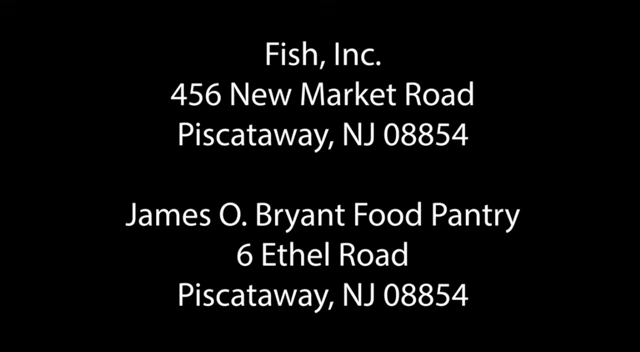 Fish, Inc.
456 New Market Road
Piscataway, NJ 08854
James O. Bryant Food Pantry
6 Ethel Road
Piscataway, NJ 08854